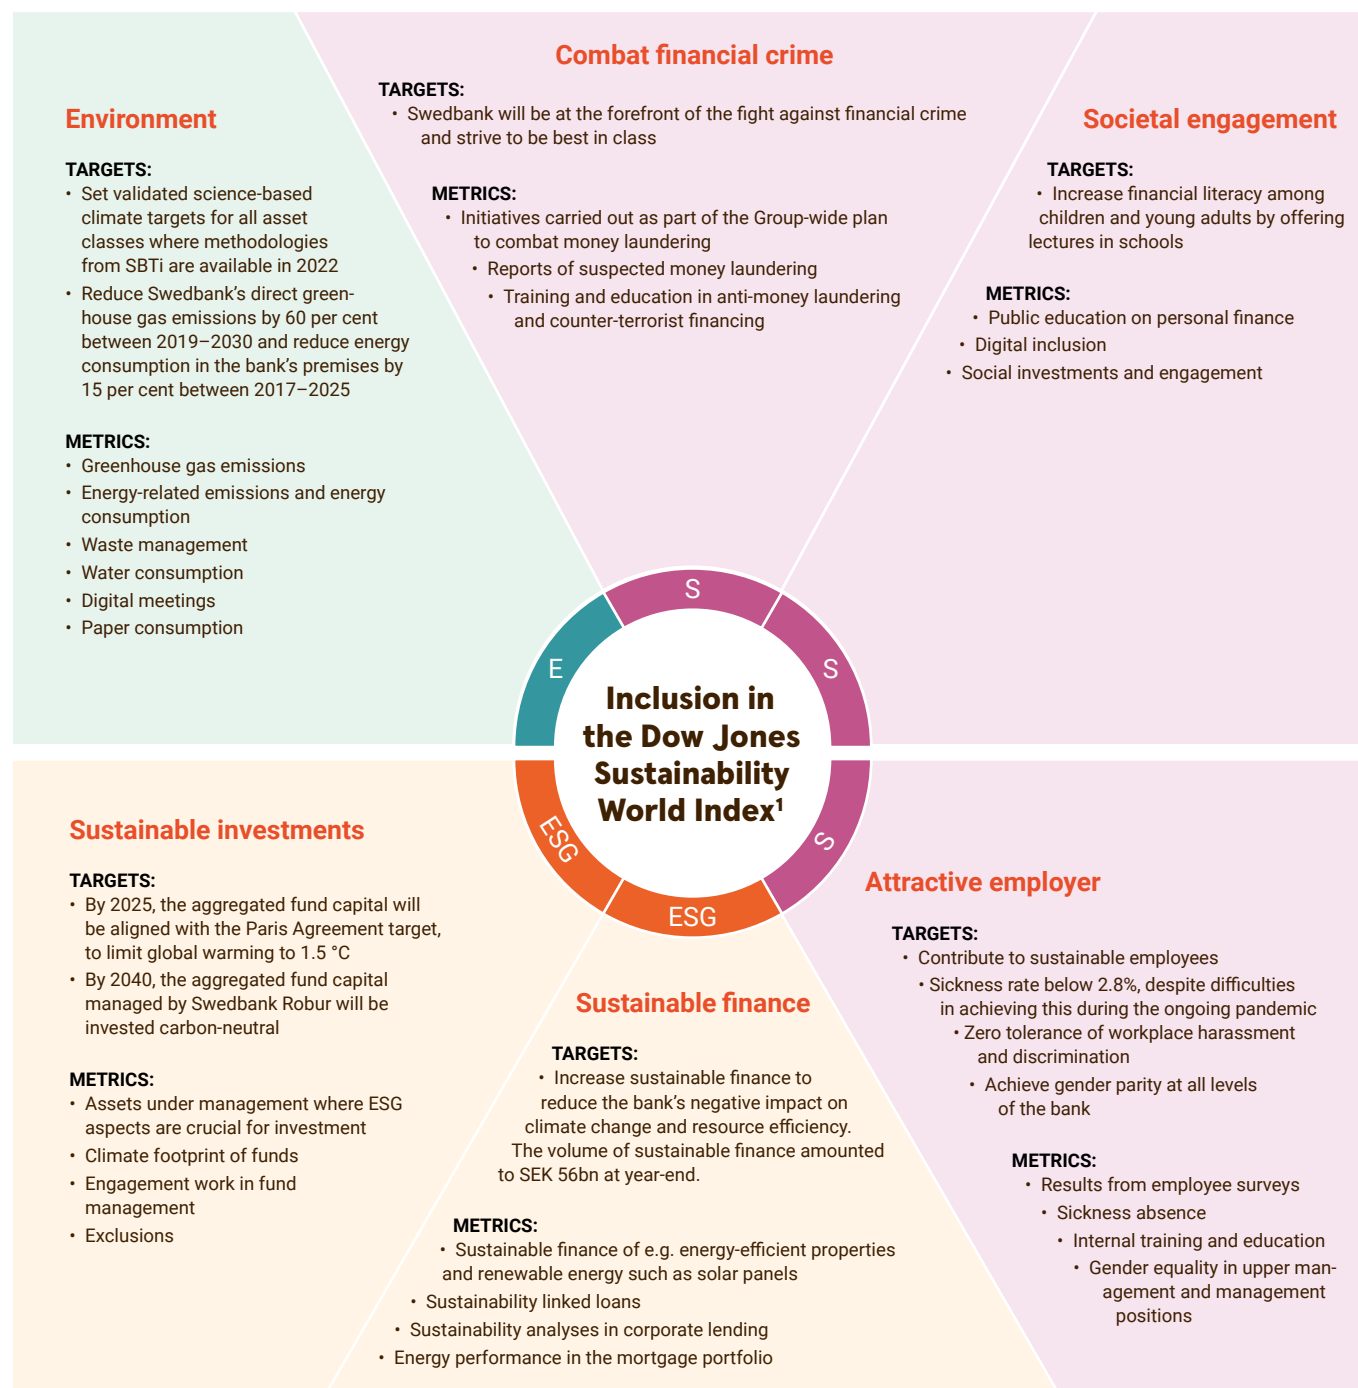 Combat financial crime
TARGETS:
• Swedbank will be at the forefront of the fight against financial crime
and strive to be best in class
METRICS:
• Initiatives carried out as part of the Group-wide plan
to combat money laundering
• Reports of suspected money laundering
• Training and education in anti-money laundering
and counter-terrorist financing
Environment
TARGETS:
• Set validated science-based
climate targets for all asset
classes where methodologies
from SBTi are available in 2022
• Reduce Swedbank’s direct green-
house gas emissions by 60 per cent
between 2019–2030 and reduce energy
consumption in the bank’s premises by
15 per cent between 2017–2025
METRICS:
• Greenhouse gas emissions
• Energy-related emissions and energy
consumption
• Waste management
• Water consumption
• Digital meetings
• Paper consumption
Societal engagement
TARGETS:
• Increase financial literacy among
children and young adults by offering
lectures in schools
METRICS:
• Public education on personal finance
• Digital inclusion
• Social investments and engagement
S
E
S
Inclusion in
the Dow Jones
Sustainability
World Index¹
ESG
S
ESG
Sustainable investments
TARGETS:
• By 2025, the aggregated fund capital will
be aligned with the Paris Agreement target,
to limit global warming to 1.5 °C
• By 2040, the aggregated fund capital
managed by Swedbank Robur will be
invested carbon-neutral
METRICS:
• Assets under management where ESG
aspects are crucial for investment
• Climate footprint of funds
• Engagement work in fund
management
• Exclusions
Sustainable finance
TARGETS:
• Increase sustainable finance to
reduce the bank’s negative impact on
climate change and resource efficiency.
The volume of sustainable finance amounted
to SEK 56bn at year-end.
METRICS:
• Sustainable finance of e.g. energy-efficient properties
and renewable energy such as solar panels
• Sustainability linked loans
• Sustainability analyses in corporate lending
• Energy performance in the mortgage portfolio
Attractive employer
TARGETS:
• Contribute to sustainable employees
• Sickness rate below 2.8%, despite difficulties
in achieving this during the ongoing pandemic
• Zero tolerance of workplace harassment
and discrimination
• Achieve gender parity at all levels
of the bank
METRICS:
• Results from employee surveys
• Sickness absence
• Internal training and education
• Gender equality in upper man-
agement and management
positions